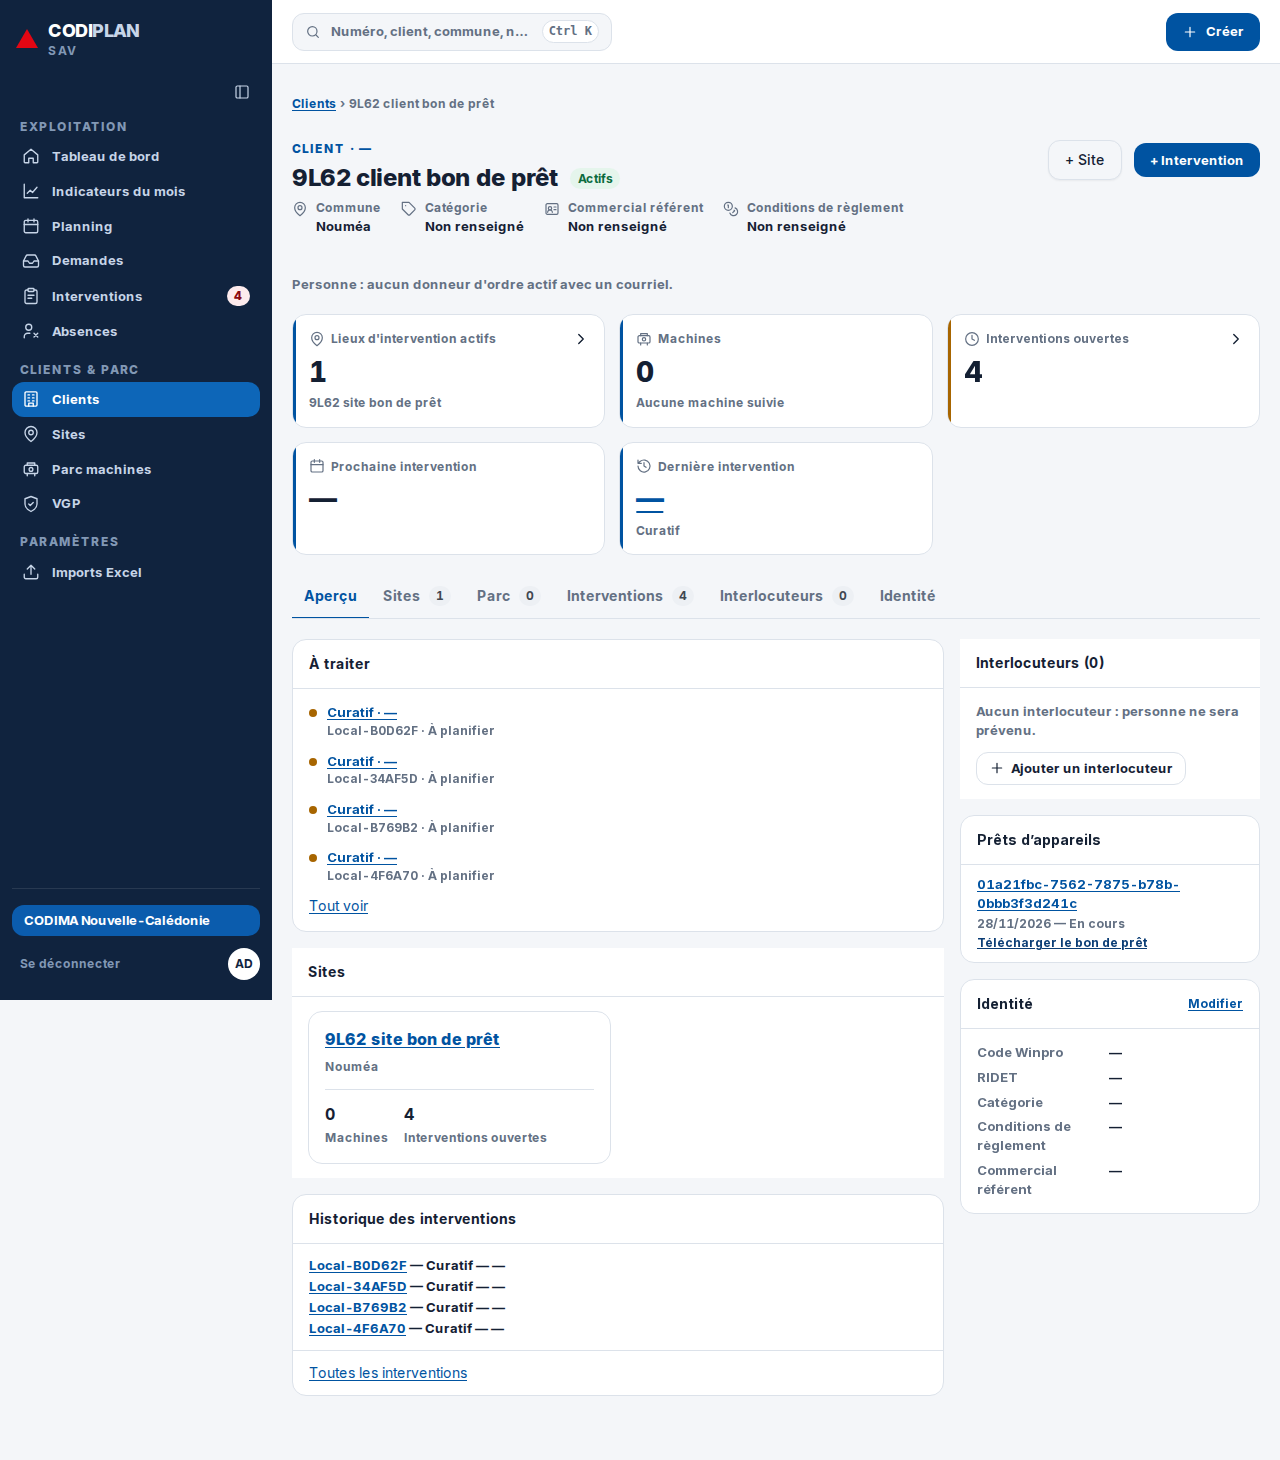 CODIPLAN
SAV
EXPLOITATION
Tableau de bord
Indicateurs du mois
Planning
Demandes
Interventions 4
Absences
CLIENTS & PARC
Clients
Sites
Parc machines
VGP
PARAMÈTRES
Imports Excel
CODIMA Nouvelle-Calédonie
Se déconnecter AD
Numéro, client, commune, n… Ctrl K
Créer
Clients › 9L62 client bon de prêt
CLIENT · —
9L62 client bon de prêt Actifs
+ Site
+ Intervention
Commune
Nouméa
Catégorie
Non renseigné
Commercial référent
Non renseigné
Conditions de règlement
Non renseigné
Personne : aucun donneur d'ordre actif avec un courriel.
Lieux d'intervention actifs
1
9L62 site bon de prêt
Machines
0
Aucune machine suivie
Interventions ouvertes
4
Prochaine intervention
—
Dernière intervention
—
Curatif
Aperçu Sites 1 Parc 0 Interventions 4 Interlocuteurs 0 Identité
À traiter
Curatif · —
Local-B0D62F · À planifier
Curatif · —
Local-34AF5D · À planifier
Curatif · —
Local-B769B2 · À planifier
Curatif · —
Local-4F6A70 · À planifier
Tout voir
Sites
9L62 site bon de prêt
Nouméa
0 4
Machines Interventions ouvertes
Historique des interventions
Local-B0D62F — Curatif — —
Local-34AF5D — Curatif — —
Local-B769B2 — Curatif — —
Local-4F6A70 — Curatif — —
Toutes les interventions
Interlocuteurs (0)
Aucun interlocuteur : personne ne sera
prévenu.
Ajouter un interlocuteur
Prêts d’appareils
01a21fbc-7562-7875-b78b-
0bbb3f3d241c
28/11/2026 — En cours
Télécharger le bon de prêt
Identité Modifier
Code Winpro —
RIDET —
Catégorie —
Conditions de —
règlement
Commercial —
référent